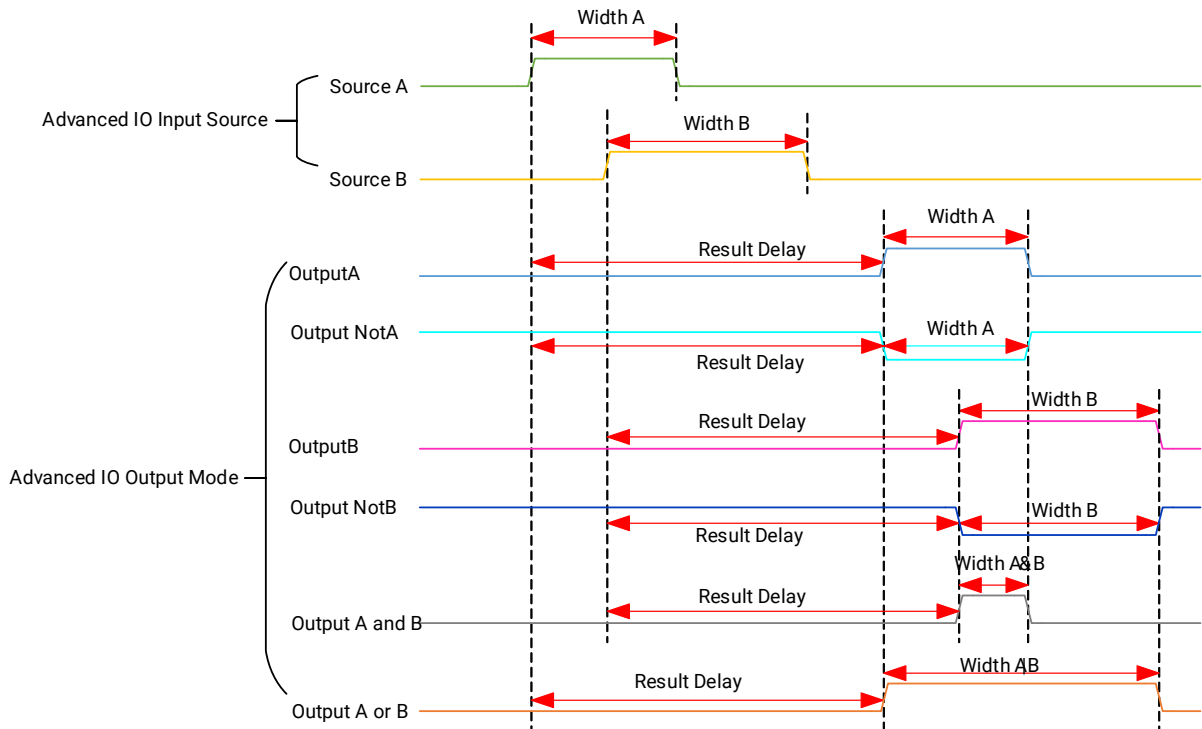 Width A
Source A
Advanced IO Input Source
Width B
Source B
Width A
Result Delay
OutputA
Output NotA
Width A
Result Delay
Width B
Result Delay
OutputB
Advanced IO Output Mode
Output NotB
Width B
Result Delay
Width A&B
Result Delay
Output A and B
Width A|B
Result Delay
Output A or B